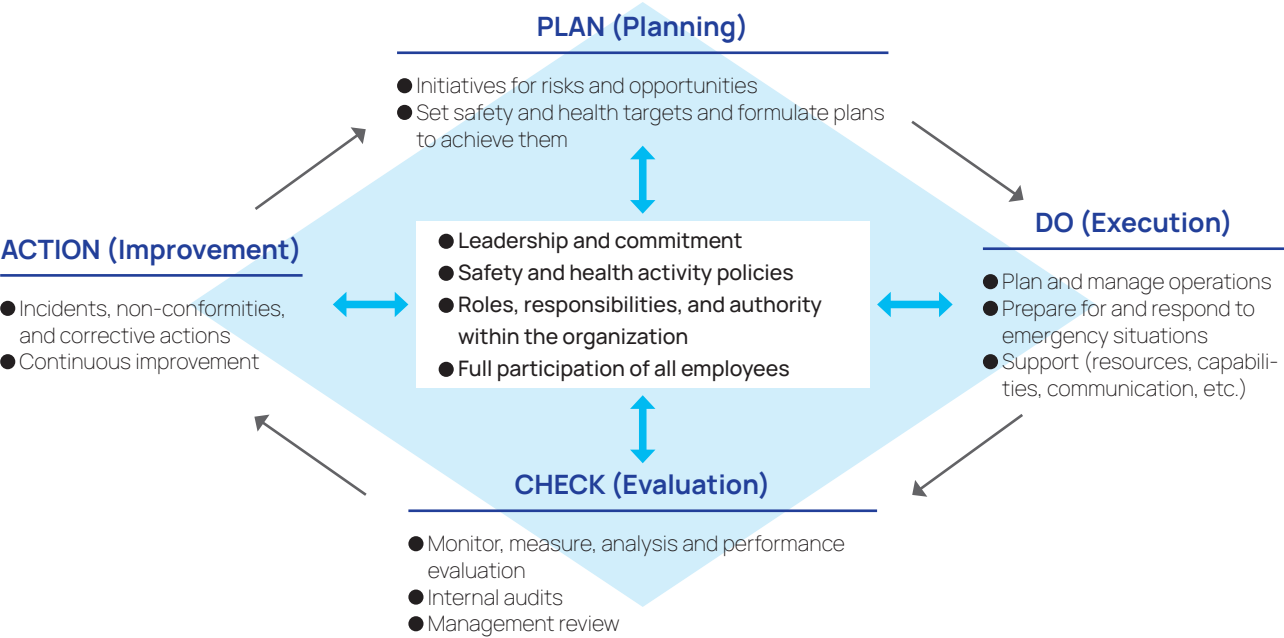 PLAN (Planning)
● Initiatives for risks and opportunities
● Set safety and health targets and formulate plans
to achieve them
DO (Execution)
● Plan and manage operations
● Prepare for and respond to
emergency situations
● Support (resources, capabili-
ties, communication, etc.)
CHECK (Evaluation)
● Monitor, measure, analysis and performance
evaluation
● Internal audits
● Management review
ACTION (Improvement)
● Incidents, non-conformities,
and corrective actions
● Continuous improvement
● Leadership and commitment
● Safety and health activity policies
● Roles, responsibilities, and authority
within the organization
● Full participation of all employees